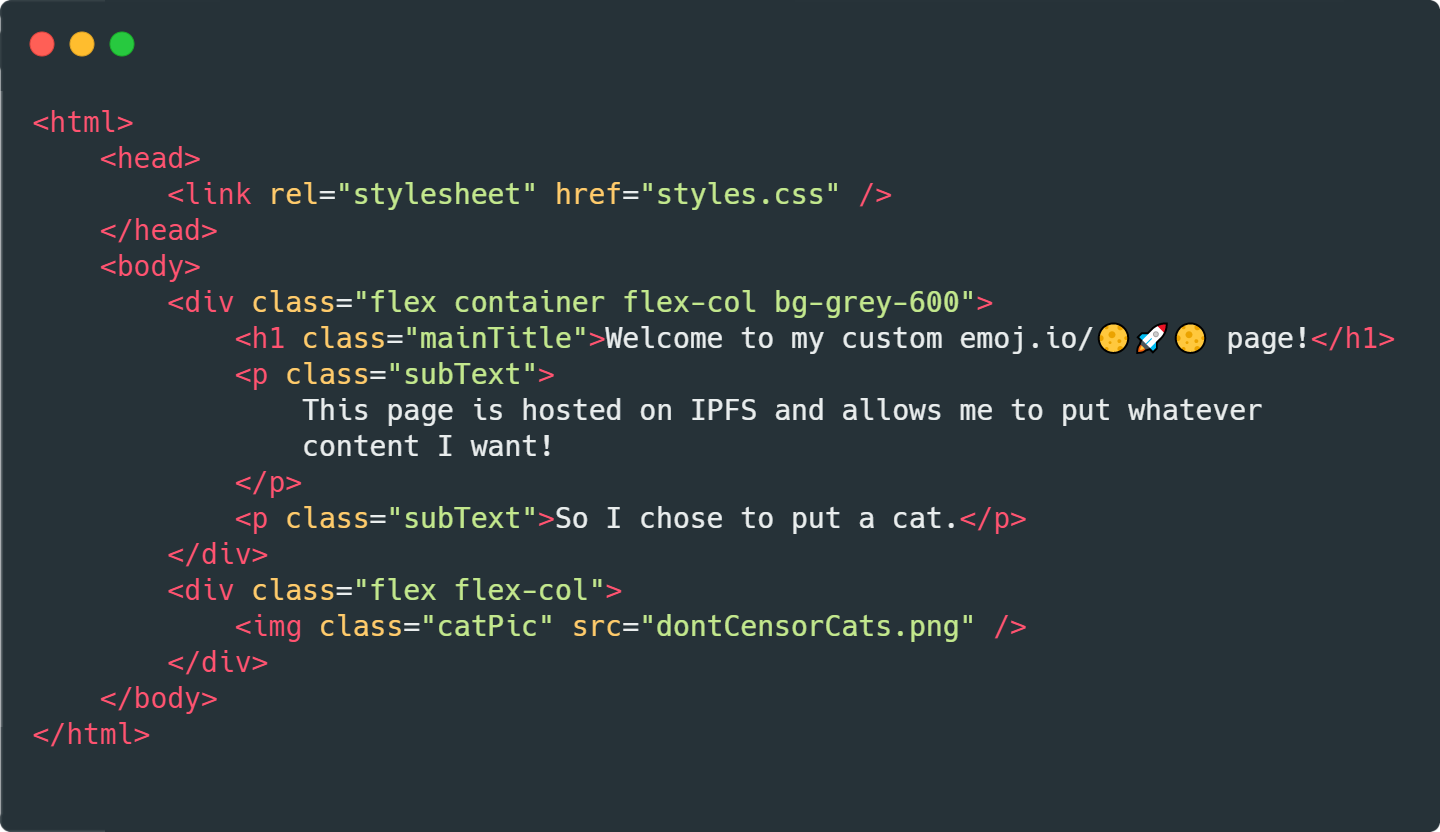 <html>
    <head>
        <link rel="stylesheet" href="styles.css" />
    </head>
    <body>
        <div class="flex container flex-col bg-grey-600">
            <h1 class="mainTitle">Welcome to my custom emoj.io/🌕🚀🌕 page!</h1>
            <p class="subText">
                This page is hosted on IPFS and allows me to put whatever
                content I want!
            </p>
            <p class="subText">So I chose to put a cat.</p>
        </div>
        <div class="flex flex-col">
            <img class="catPic" src="dontCensorCats.png" />
        </div>
    </body>
</html>